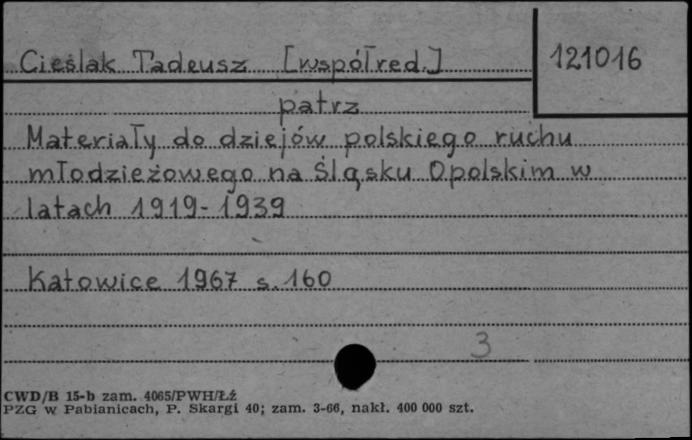 Cieślak Tadeusz [współred.]
121016
patrz
Materiały do dziejów polskiego ruchu
młodzieżowego na Śląsku Opolskim w
latach 1919-1939
Katowice 1967 s. 160
3
CWD/B 15-b zam. 4065/PWH/Łź
PZG w Pabianicach, P. Skargi 40; zam. 3-66, nakł. 400 000 szt.